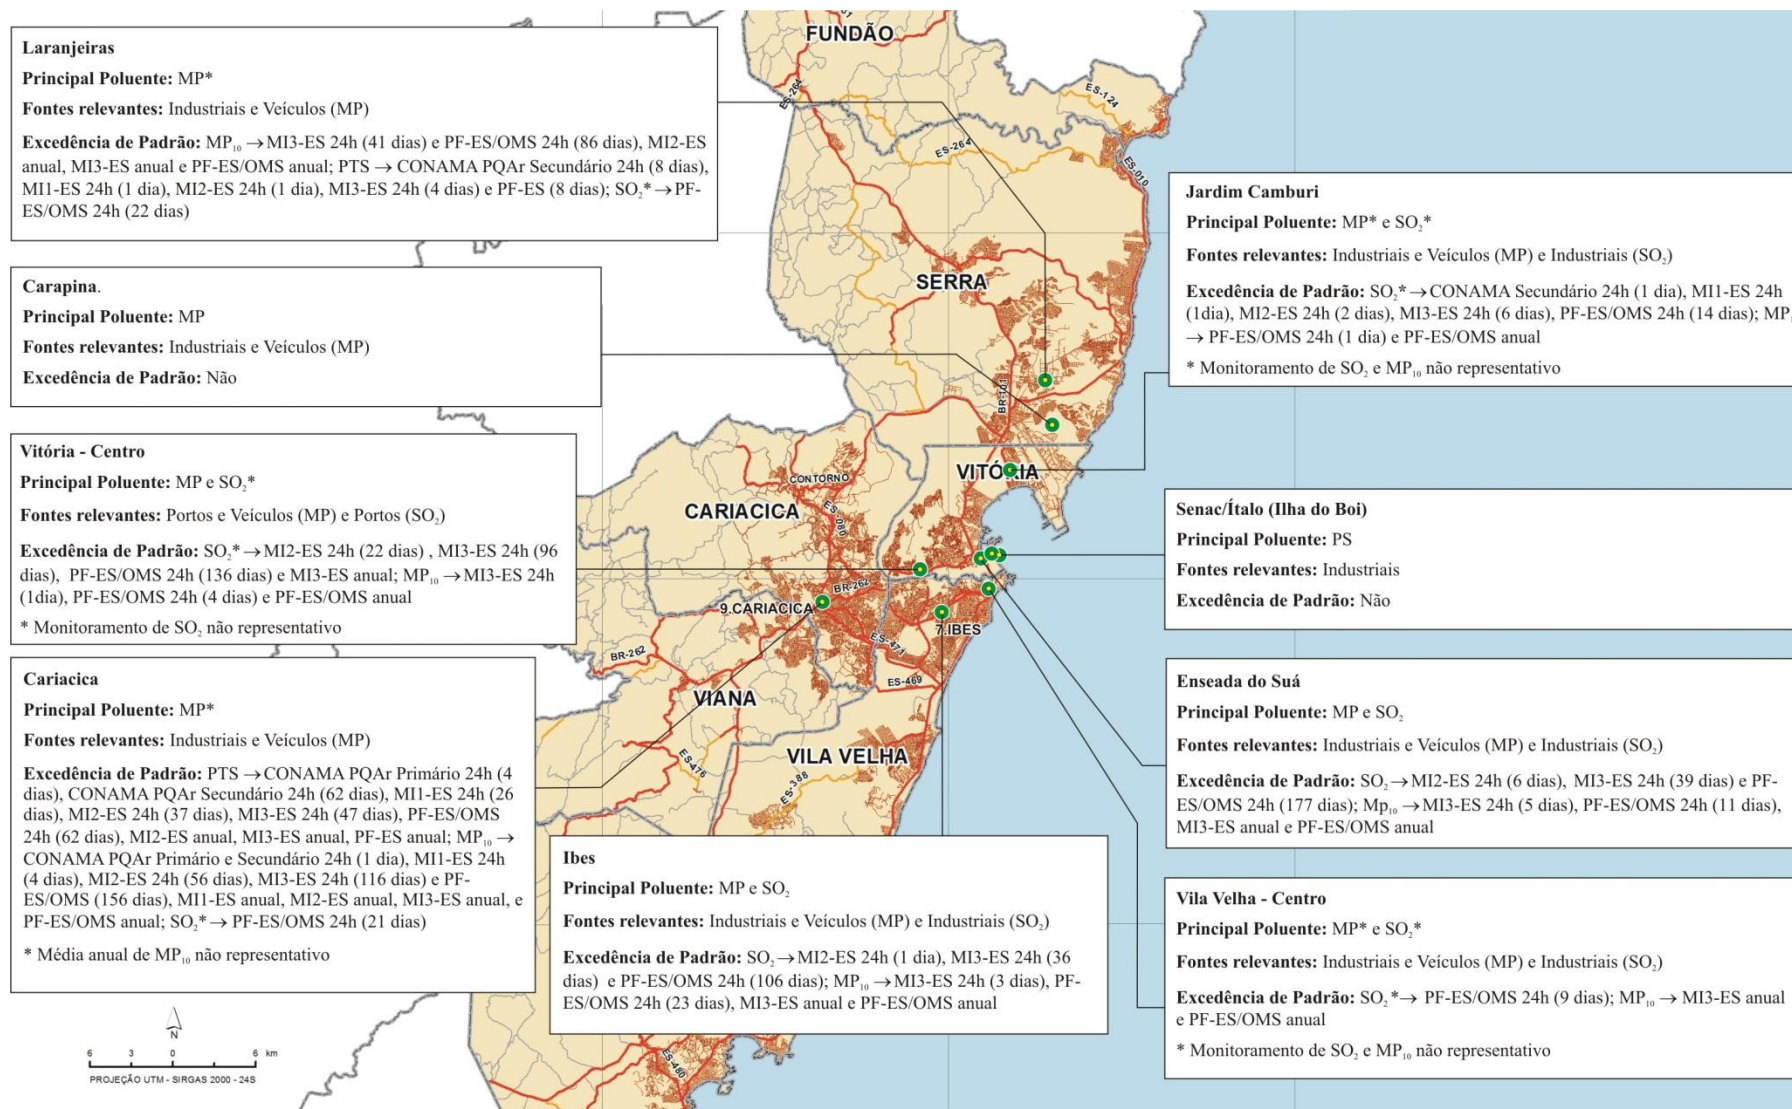 Laranjeiras
Principal Poluente: MP*
Fontes relevantes: Industriais e Veículos (MP)
Excedência de Padrão: MP₁₀ →MI3-ES 24h (41 dias) e PF-ES/OMS 24h (86 dias), MI2-ES
anual, MI3-ES anual e PF-ES/OMS anual; PTS → CONAMA PQAr Secundário 24h (8 dias),
MI1-ES 24h (1 dia), MI2-ES 24h (1 dia), MI3-ES 24h (4 dias) e PF-ES (8 dias); SO₂* →PF-
ES/OMS 24h (22 dias)
Carapina.
Principal Poluente: MP
Fontes relevantes: Industriais e Veículos (MP)
Excedência de Padrão: Não
Vitória - Centro
Principal Poluente: MP e SO₂*
Fontes relevantes: Portos e Veículos (MP) e Portos (SO₂)
Excedência de Padrão: SO₂* →MI2-ES 24h (22 dias) , MI3-ES 24h (96
dias), PF-ES/OMS 24h (136 dias) e MI3-ES anual; MP₁₀ →MI3-ES 24h
(1dia), PF-ES/OMS 24h (4 dias) e PF-ES/OMS anual
* Monitoramento de SO₂ não representativo
Cariacica
Principal Poluente: MP*
Fontes relevantes: Industriais e Veículos (MP)
Excedência de Padrão: PTS →CONAMA PQAr Primário 24h (4
dias), CONAMA PQAr Secundário 24h (62 dias), MI1-ES 24h (26
dias), MI2-ES 24h (37 dias), MI3-ES 24h (47 dias), PF-ES/OMS
24h (62 dias), MI2-ES anual, MI3-ES anual, PF-ES anual; MP₁₀ →
CONAMA PQAr Primário e Secundário 24h (1 dia), MI1-ES 24h
(4 dias), MI2-ES 24h (56 dias), MI3-ES 24h (116 dias) e PF-
ES/OMS (156 dias), MI1-ES anual, MI2-ES anual, MI3-ES anual, e
PF-ES/OMS anual; SO₂* → PF-ES/OMS 24h (21 dias)
* Média anual de MP₁₀ não representativo
Ibes
Principal Poluente: MP e SO₂
Fontes relevantes: Industriais e Veículos (MP) e Industriais (SO₂)
Excedência de Padrão: SO₂ →MI2-ES 24h (1 dia), MI3-ES 24h (36
dias) e PF-ES/OMS 24h (106 dias); MP₁₀ →MI3-ES 24h (3 dias), PF-
ES/OMS 24h (23 dias), MI3-ES anual e PF-ES/OMS anual
Jardim Camburi
Principal Poluente: MP* e SO₂*
Fontes relevantes: Industriais e Veículos (MP) e Industriais (SO₂)
Excedência de Padrão: SO₂* →CONAMA Secundário 24h (1 dia), MI1-ES 24h
(1dia), MI2-ES 24h (2 dias), MI3-ES 24h (6 dias), PF-ES/OMS 24h (14 dias); MP
→ PF-ES/OMS 24h (1 dia) e PF-ES/OMS anual
* Monitoramento de SO₂ e MP₁₀ não representativo
Senac/Ítalo (Ilha do Boi)
Principal Poluente: PS
Fontes relevantes: Industriais
Excedência de Padrão: Não
Enseada do Suá
Principal Poluente: MP e SO₂
Fontes relevantes: Industriais e Veículos (MP) e Industriais (SO₂)
Excedência de Padrão: SO₂ →MI2-ES 24h (6 dias), MI3-ES 24h (39 dias) e PF-
ES/OMS 24h (177 dias); Mp₁₀ →MI3-ES 24h (5 dias), PF-ES/OMS 24h (11 dias),
MI3-ES anual e PF-ES/OMS anual
Vila Velha - Centro
Principal Poluente: MP* e SO₂*
Fontes relevantes: Industriais e Veículos (MP) e Industriais (SO₂)
Excedência de Padrão: SO₂ *→ PF-ES/OMS 24h (9 dias); MP₁₀ → MI3-ES anual
e PF-ES/OMS anual
* Monitoramento de SO₂ e MP₁₀ não representativo
FUNDÃO
ES-264
ES-124
ES-264
ES-010
SERRA
BR-101
VITÓRIA
CONTORNO
CARIACICA
ES-080
BR-262
9.CARIACICA
7.IBES
ES-471
BR-262
ES-469
VIANA
VILA VELHA
ES-476
ES-388
ES-480
N
6 3 0 6 km
PROJEÇÃO UTM - SIRGAS 2000 - 24S